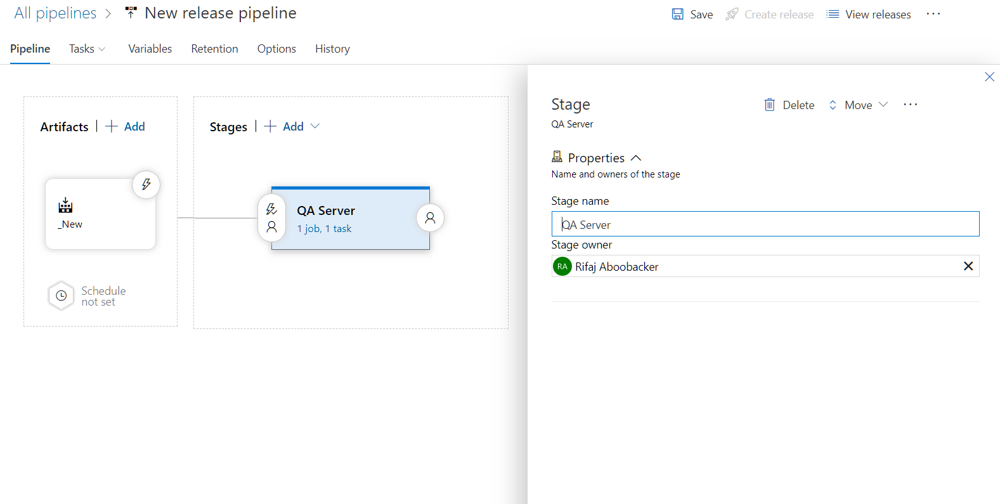 All pipelines > New release pipeline
Save Create release View releases ...
Pipeline Tasks Variables Retention Options History
Artifacts | + Add
Stages | + Add
_New
QA Server
1 job, 1 task
Schedule
not set
Stage
QA Server
Delete Move ...
Properties
Name and owners of the stage
Stage name
QA Server
Stage owner
RA Rifaj Aboobacker